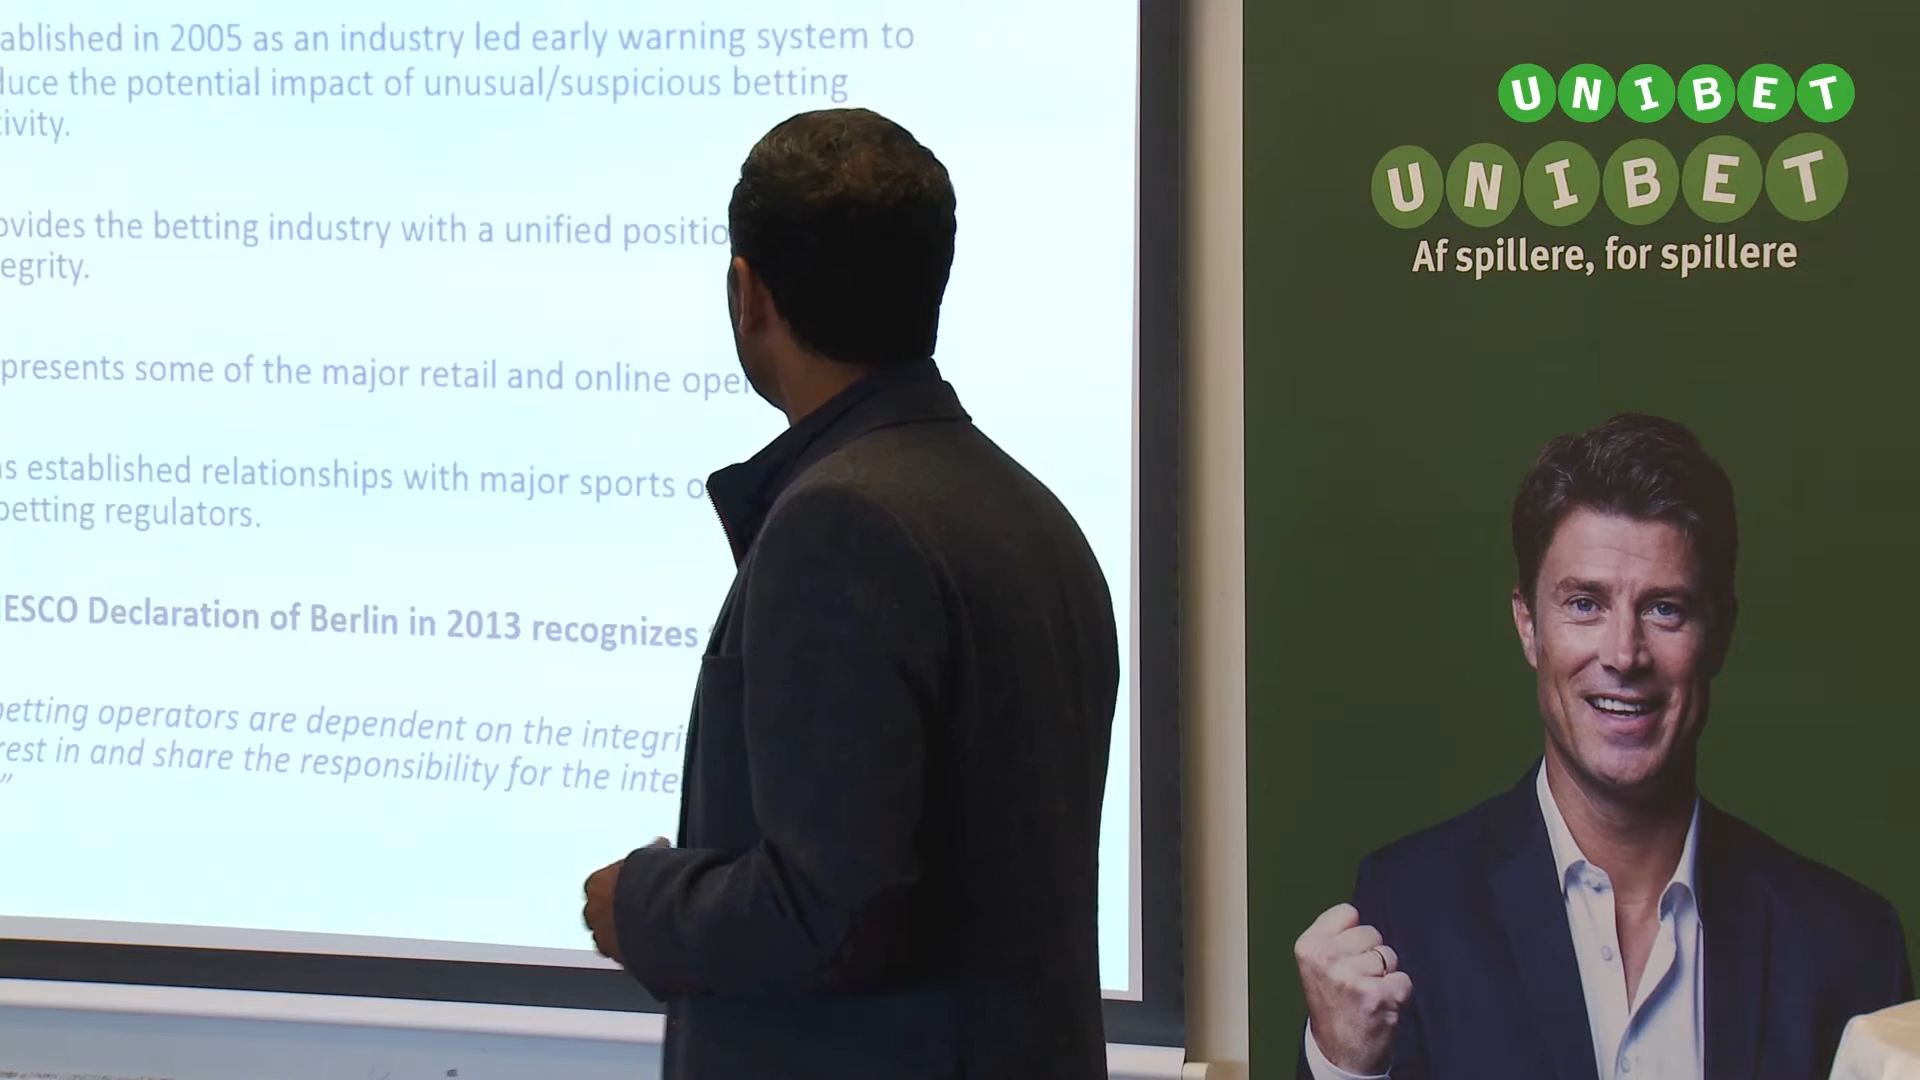 ablished in 2005 as an industry led early warning system to
duce the potential impact of unusual/suspicious betting
tivity.
ovides the betting industry with a unified positio
egrity.
presents some of the major retail and online oper
s established relationships with major sports o
betting regulators.
ESCO Declaration of Berlin in 2013 recognizes
betting operators are dependent on the integri
rest in and share the responsibility for the inte
”
UNIBET
UNIBET
Af spillere, for spillere